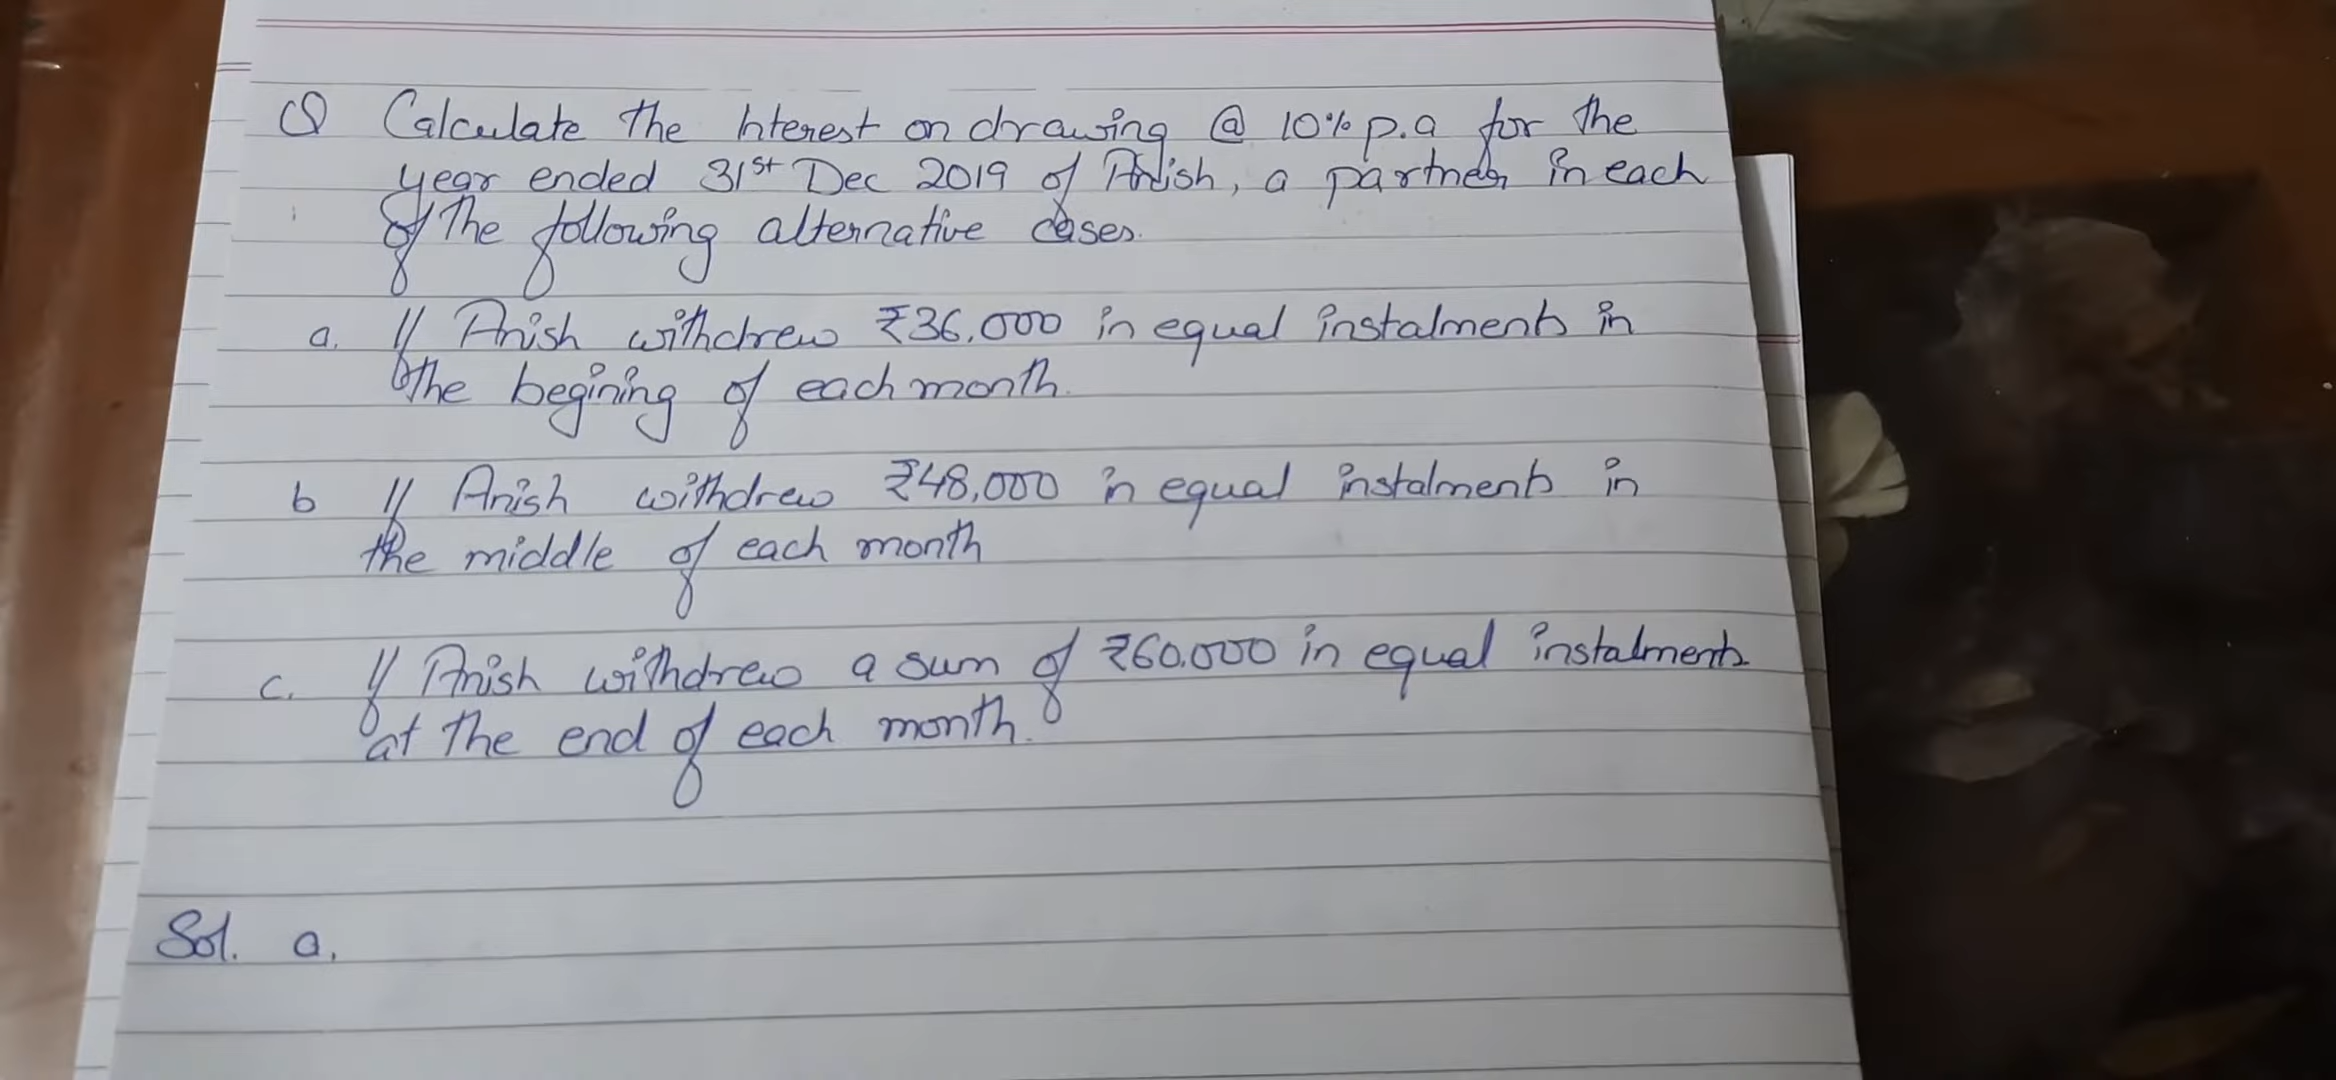 Q Calculate the Interest on drawing @ 10% p.a for the
year ended 31st Dec 2019 of Anish, a partner in each
of the following alternative cases.
a. If Anish withdrew ₹36,000 in equal instalments in
the begining of each month.
b If Anish withdrew ₹48,000 in equal instalments in
the middle of each month
c. If Anish withdrew a sum of ₹60,000 in equal instalments
at the end of each month.
Sol. a.